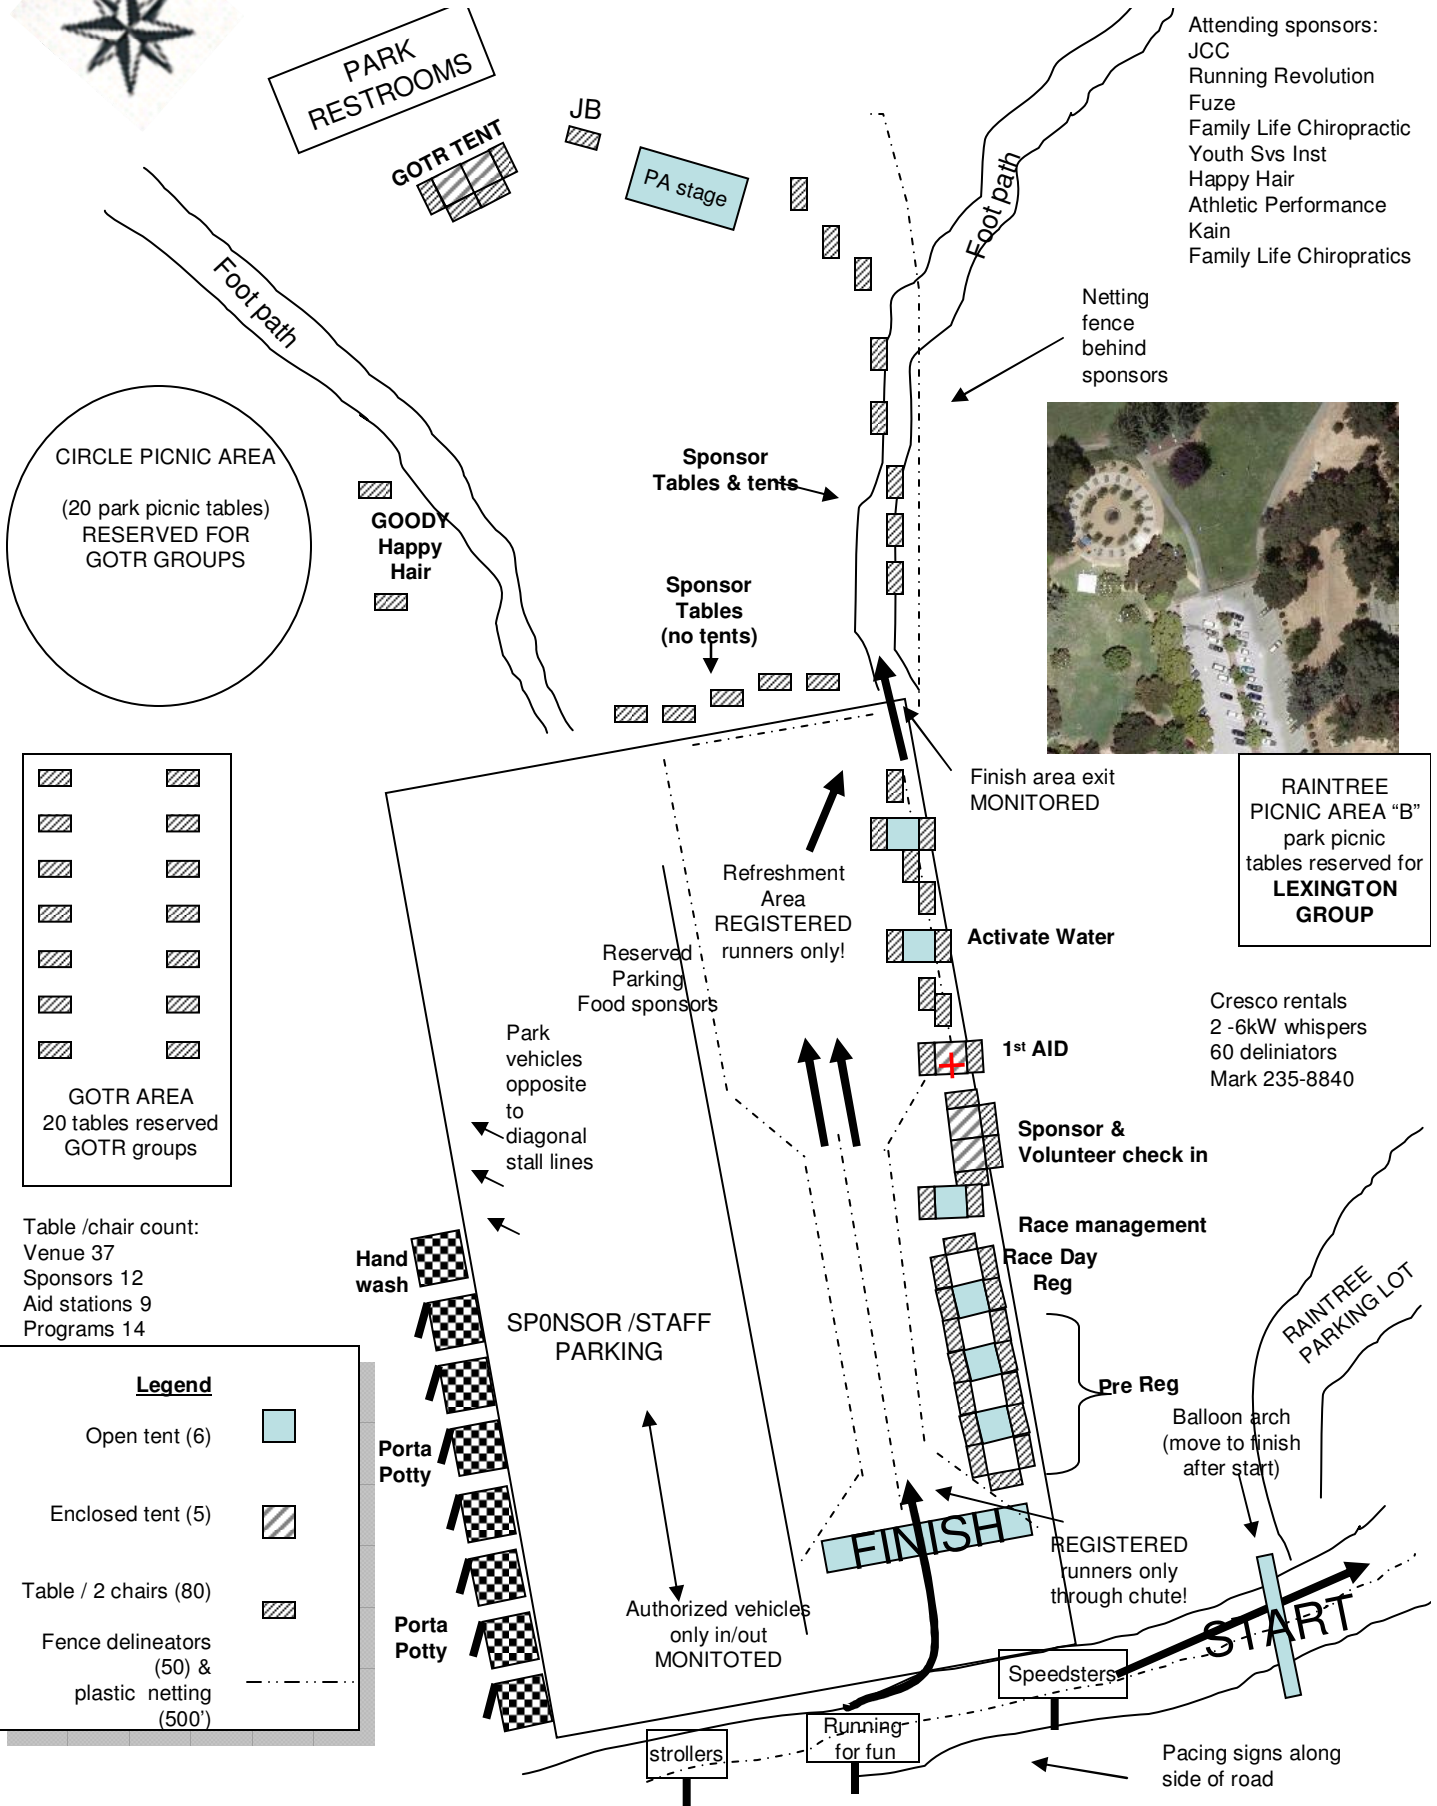 PARK
RESTROOMS
JB
GOTR TENT
PA stage
Foot path
Foot path
Attending sponsors:
JCC
Running Revolution
Fuze
Family Life Chiropractic
Youth Svs Inst
Happy Hair
Athletic Performance
Kain
Family Life Chiropratics
Netting
fence
behind
sponsors
CIRCLE PICNIC AREA
(20 park picnic tables)
RESERVED FOR
GOTR GROUPS
GOODY
Happy
Hair
Sponsor
Tables & tents
Sponsor
Tables
(no tents)
Finish area exit
MONITORED
RAINTREE
PICNIC AREA “B”
park picnic
tables reserved for
LEXINGTON
GROUP
Refreshment
Area
REGISTERED
runners only!
Activate Water
Reserved
Parking
Food sponsors
Park
vehicles
opposite
to
diagonal
stall lines
Cresco rentals
2 -6kW whispers
60 deliniators
Mark 235-8840
1st AID
GOTR AREA
20 tables reserved
GOTR groups
Sponsor &
Volunteer check in
Race management
Race Day
Reg
Table /chair count:
Venue 37
Sponsors 12
Aid stations 9
Programs 14
Hand
wash
SP0NSOR /STAFF
PARKING
RAINTREE
PARKING LOT
Pre Reg
Legend
Open tent (6)
Enclosed tent (5)
Table / 2 chairs (80)
Fence delineators
(50) &
plastic netting
(500')
Porta
Potty
Porta
Potty
Balloon arch
(move to finish
after start)
FINISH
REGISTERED
runners only
through chute!
Authorized vehicles
only in/out
MONITOTED
START
Speedsters
Running
for fun
strollers
Pacing signs along
side of road